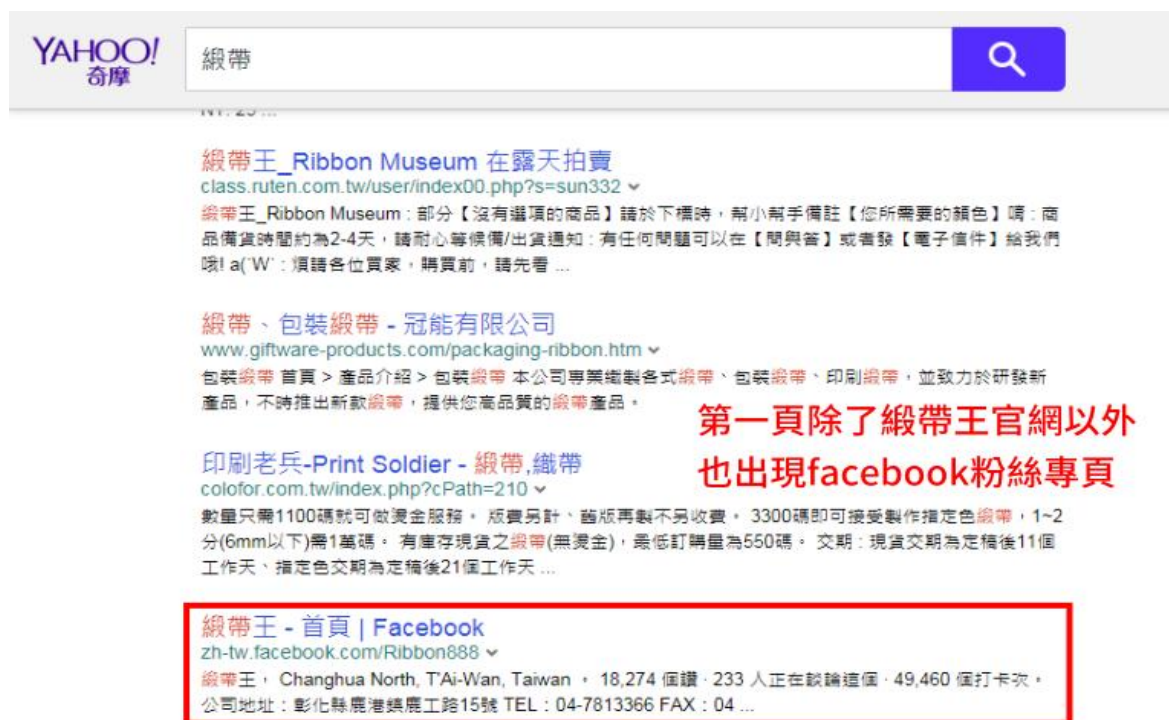 YAHOO!
奇摩
緞帶
緞帶王_Ribbon Museum 在露天拍賣
class.ruten.com.tw/user/index00.php?s=sun332
緞帶王_Ribbon Museum : 部分【沒有選項的商品】請於下標時,幫小幫手備註【您所需要的顏色】唷 : 商
品備貨時間約為2-4天,請耐心等候備/出貨通知 : 有任何問題可以在【問與答】或者發【電子信件】給我們
哦! a(¨W¨ : 煩請各位買家,購買前,請先看 ...
緞帶、包裝緞帶 - 冠能有限公司
www.giftware-products.com/packaging-ribbon.htm
包裝緞帶 首頁 > 產品介紹 > 包裝緞帶 本公司專業織製各式緞帶、包裝緞帶、印刷緞帶,並致力於研發新
產品,不時推出新款緞帶,提供您高品質的緞帶產品。
第一頁除了緞帶王官網以外
也出現facebook粉絲專頁
印刷老兵-Print Soldier - 緞帶,織帶
colofor.com.tw/index.php?cPath=210
數量只需1100碼就可做燙金服務。 版費另計、舊版再製不另收費。 3300碼即可接受製作指定色緞帶,1~2
分(6mm以下)需1萬碼。 有庫存現貨之緞帶(無燙金),最低訂購量為550碼。 交期 : 現貨交期為定稿後11個
工作天、指定色交期為定稿後21個工作天 ...
緞帶王 - 首頁 | Facebook
zh-tw.facebook.com/Ribbon888
緞帶王, Changhua North, T'Ai-Wan, Taiwan 。 18,274 個讚 · 233 人正在談論這個 · 49,460 個打卡次。
公司地址 : 彰化縣鹿港鎮鹿工路15號 TEL : 04-7813366 FAX : 04 ...